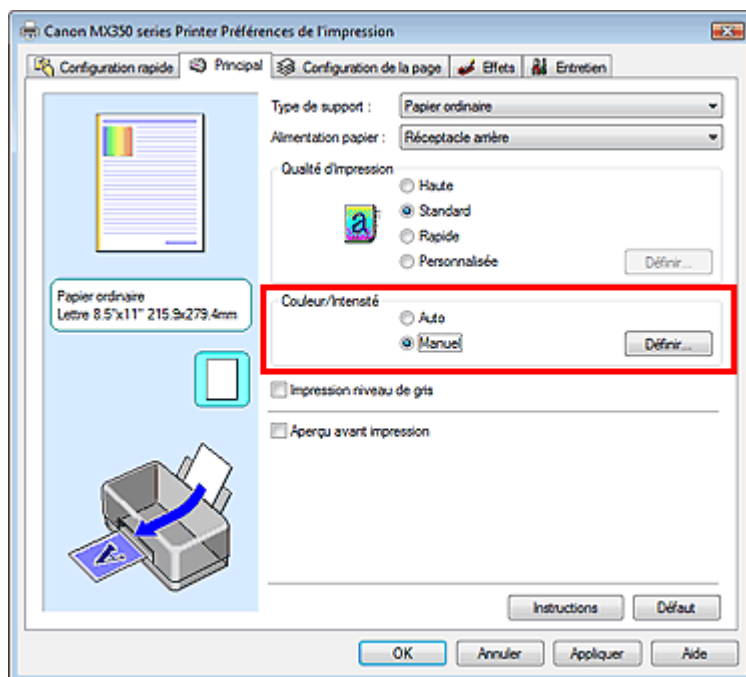 Canon MX350 series Printer Préférences de l'impression
Configuration rapide Principal Configuration de la page Effets Entretien
Type de support : Papier ordinaire
Alimentation papier : Réceptacle arrière
Qualité d'impression
Haute
a Standard
Rapide
Personnalisée Définir...
Papier ordinaire
Lettre 8.5"x11" 215.9x279.4mm
Couleur/Intensité
Auto
Manuel Définir...
Impression niveau de gris
Aperçu avant impression
A
Instructions Défaut
OK Annuler Appliquer Aide